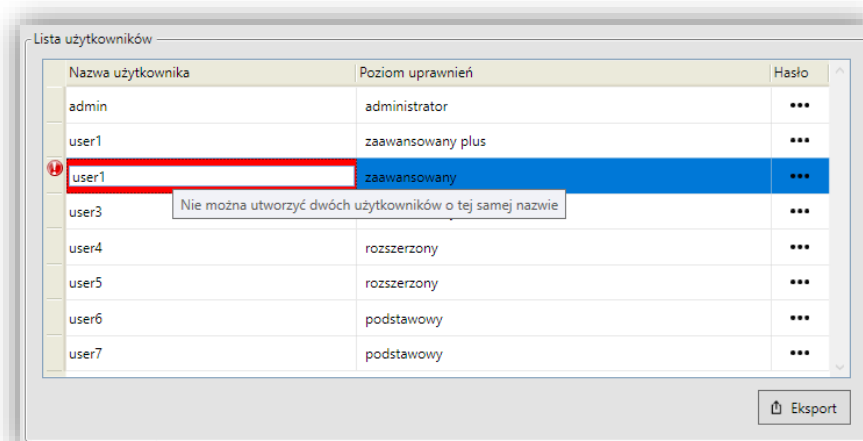 Lista użytkowników
Nazwa użytkownika Poziom uprawnień Hasło
admin administrator •••
user1 zaawansowany plus •••
user1 zaawansowany •••
Nie można utworzyć dwóch użytkowników o tej samej nazwie
user3 •••
user4 rozszerzony •••
user5 rozszerzony •••
user6 podstawowy •••
user7 podstawowy •••
Eksport